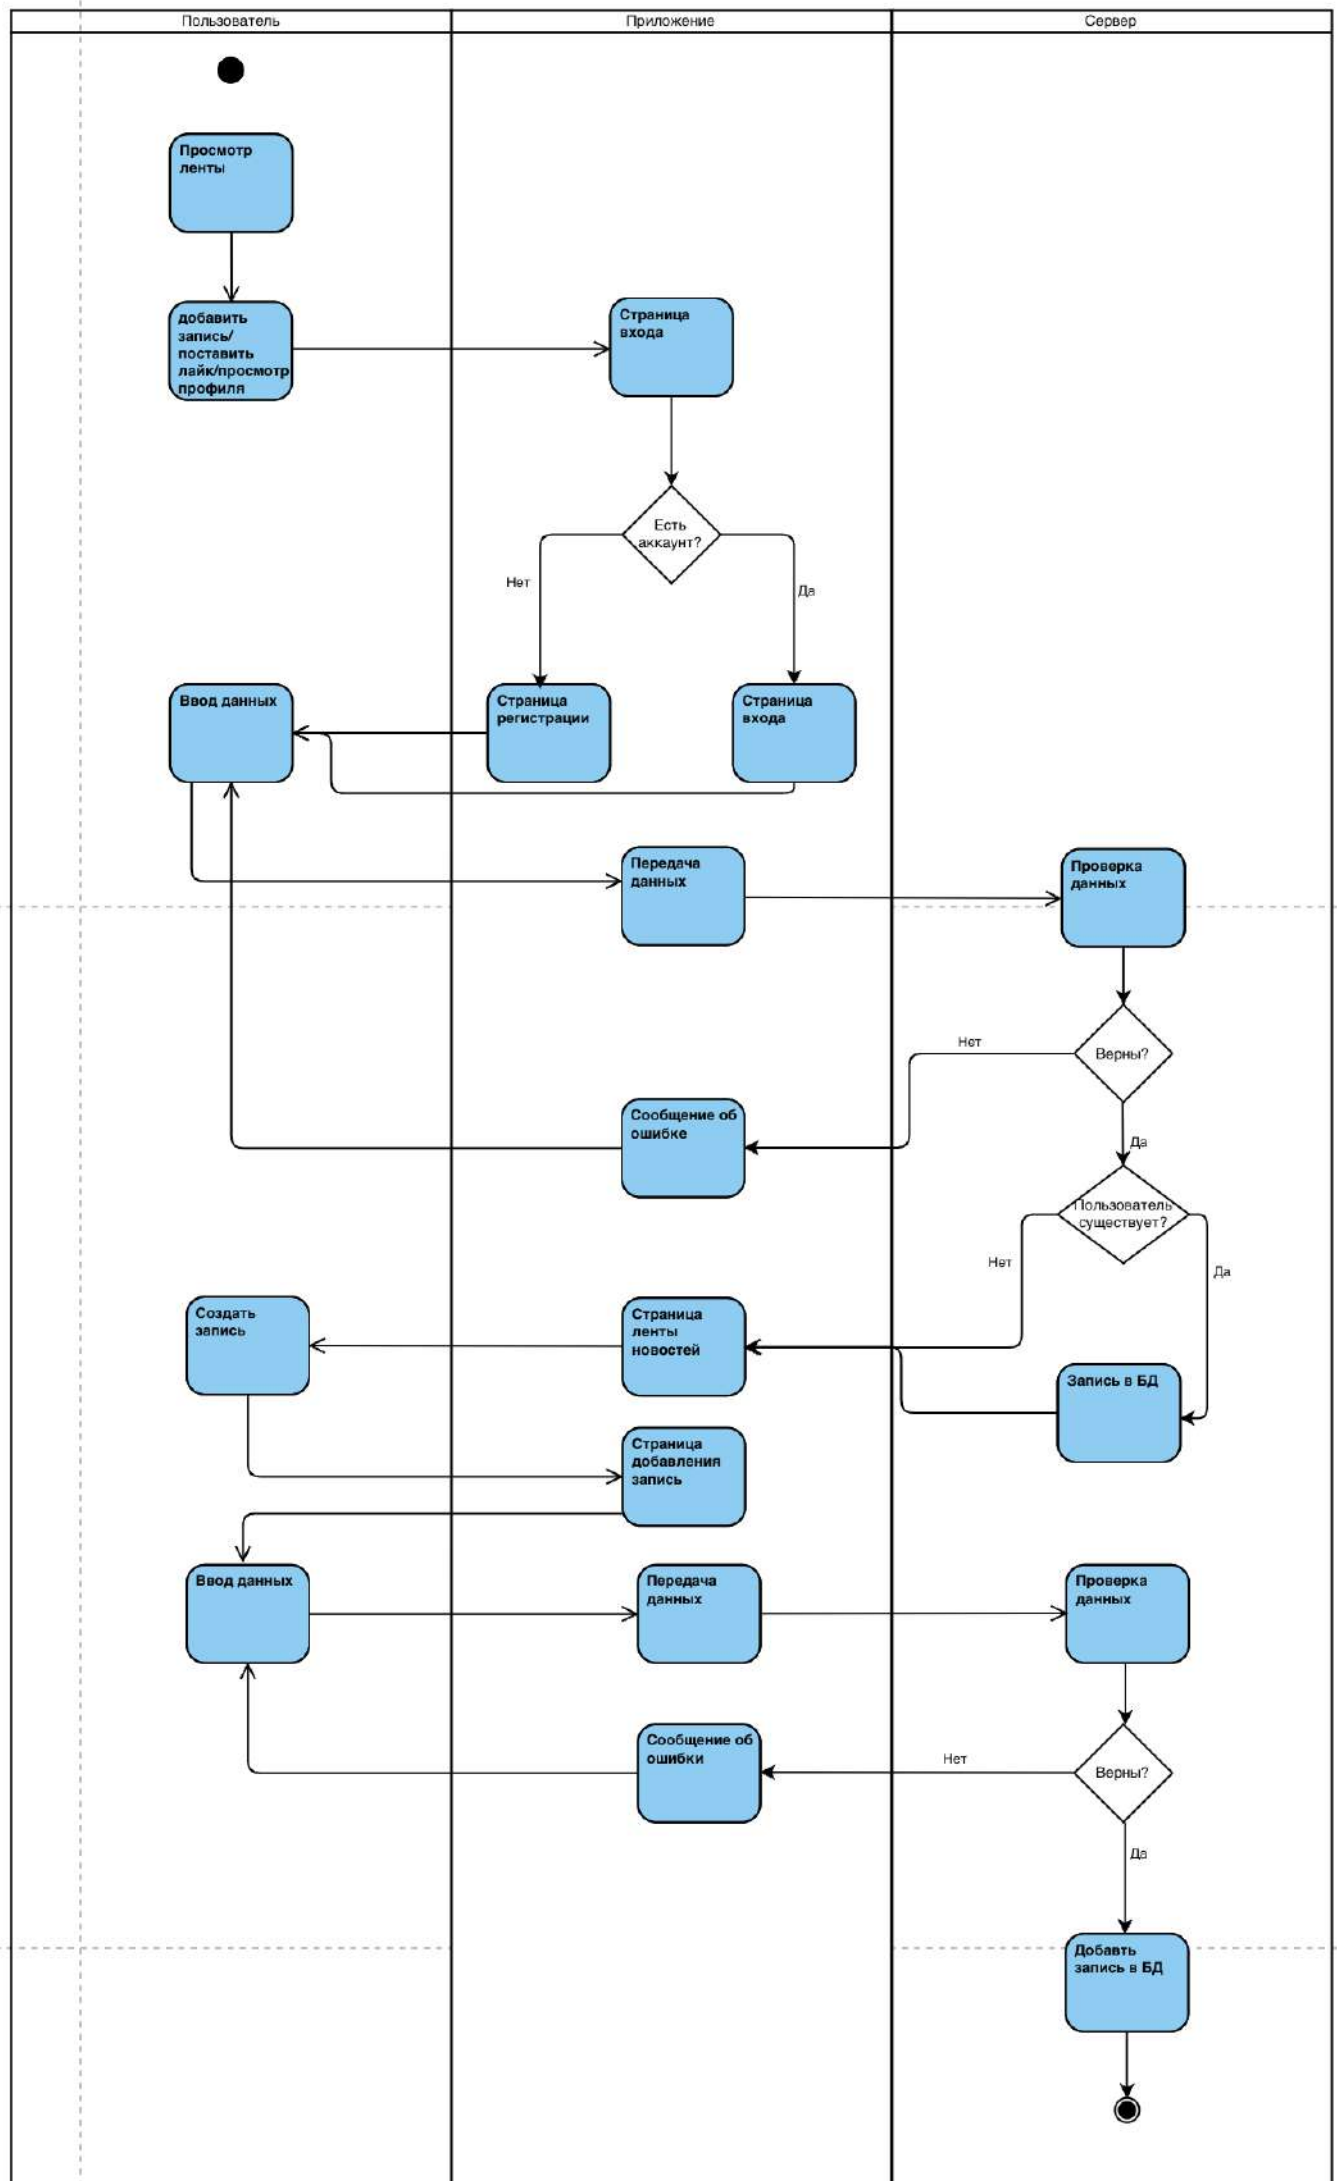 Пользователь
Приложение
Сервер
Просмотр
ленты
добавить
запись/
поставить
лайк/просмотр
профиля
Страница
входа
Есть
аккаунт?
Нет
Да
Ввод данных
Страница
регистрации
Страница
входа
Передача
данных
Проверка
данных
Верны?
Нет
Да
Сообщение об
ошибке
Пользователь
существует?
Нет
Да
Создать
запись
Страница
ленты
новостей
Запись в БД
Страница
добавления
запись
Ввод данных
Передача
данных
Проверка
данных
Сообщение об
ошибки
Нет
Верны?
Да
Добавть
запись в БД